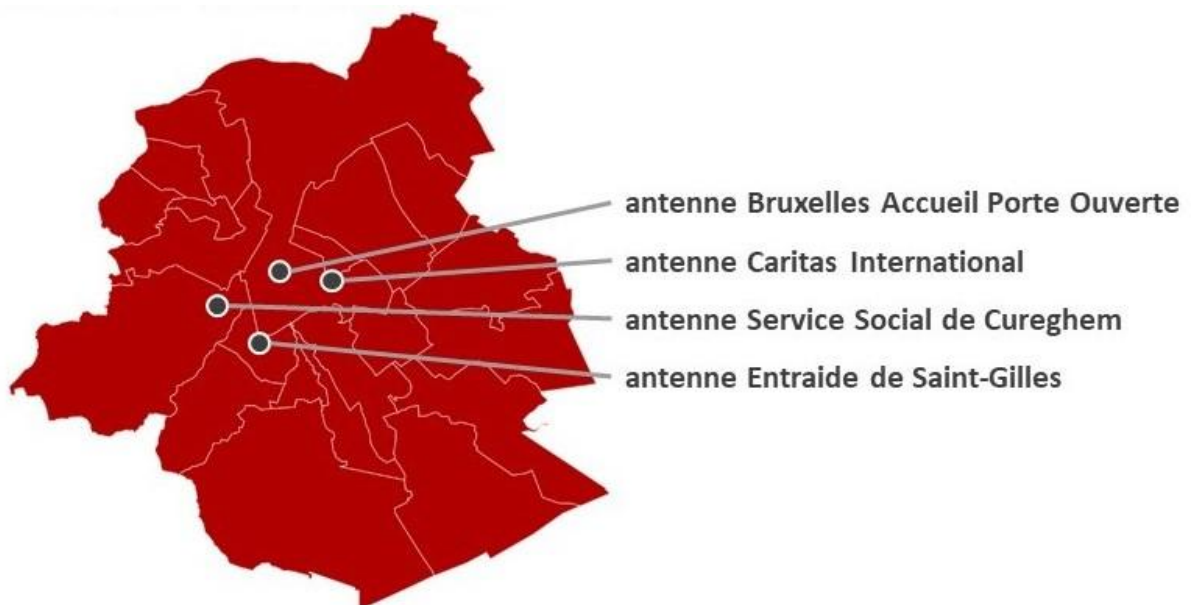 antenne Bruxelles Accueil Porte Ouverte
antenne Caritas International
antenne Service Social de Cureghem
antenne Entraide de Saint-Gilles